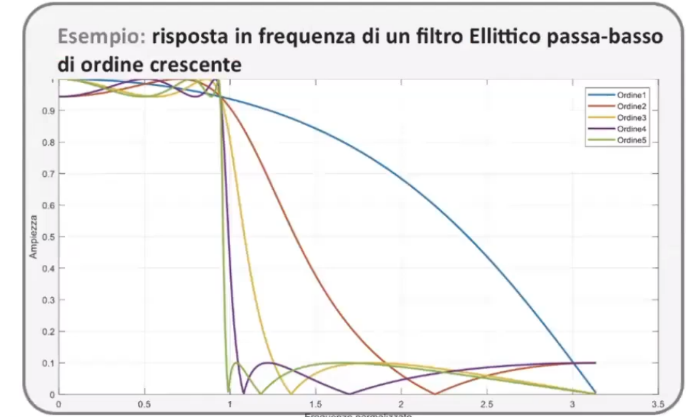 Esempio: risposta in frequenza di un filtro Ellittico passa-basso
di ordine crescente
Ordine1
Ordine2
Ordine3
Ordine4
Ordine5
0.9
0.8
0.7
0.6
0.5
0.4
0.3
0.2
0.1
0
Ampiezza
0 0.5 1 1.5 2 2.5 3 3.5
Frequenza normalizzata